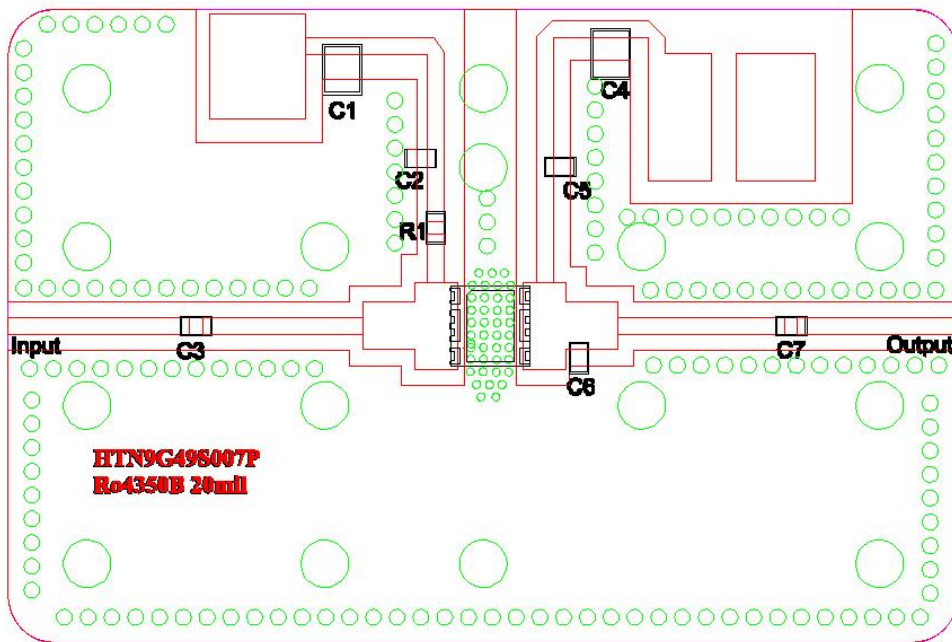 C1
C4
C2
C5
R1
Input
C3
C6
C7
Output
HTN9G49S007P
Ro4350B 20mil